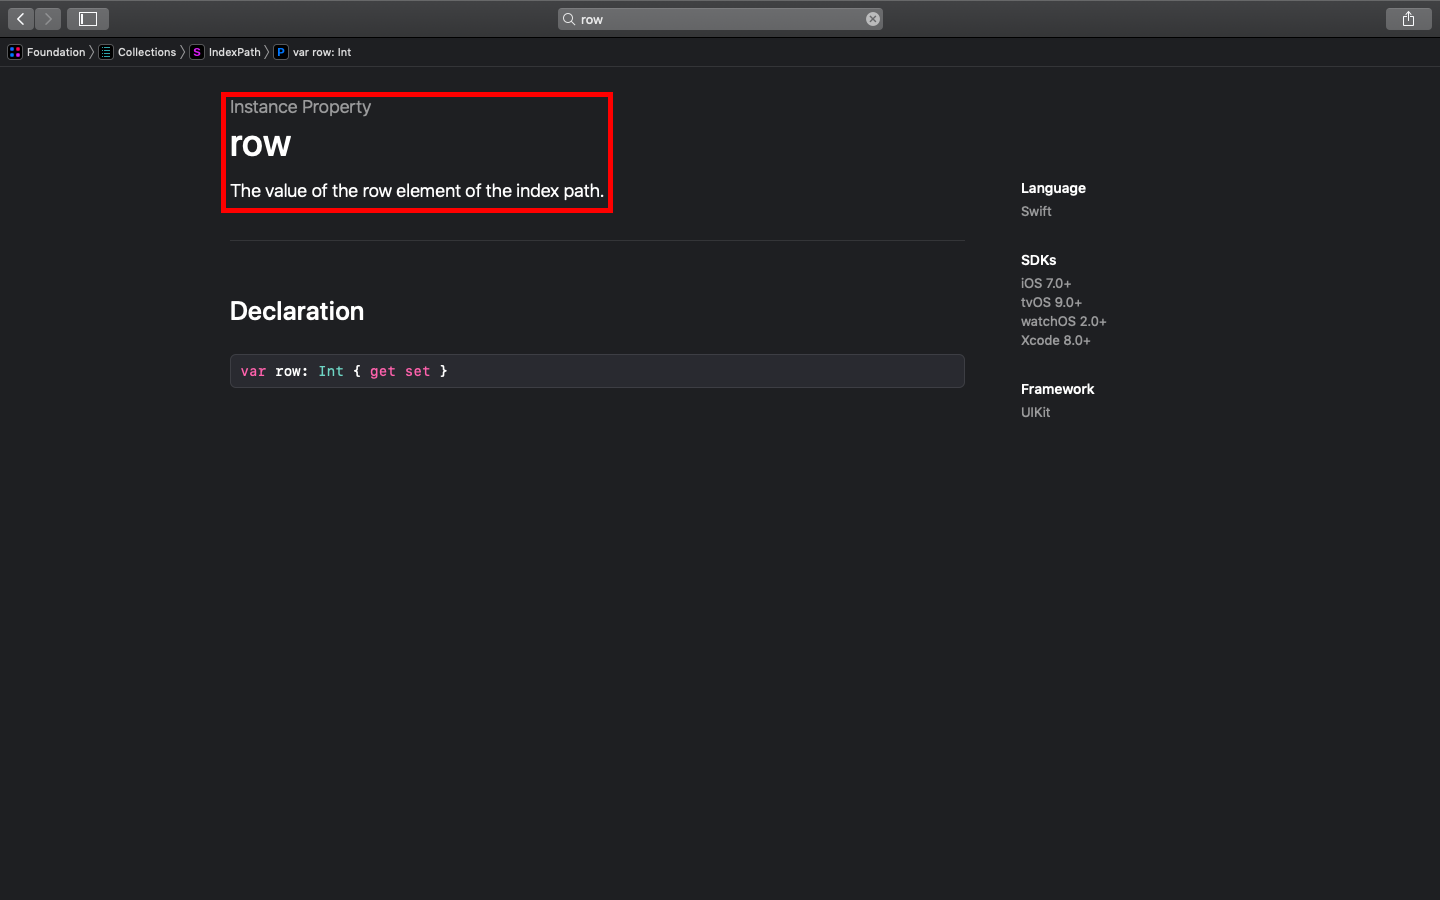 row
Foundation
Collections
S IndexPath
P var row: Int
Instance Property
row
The value of the row element of the index path.
Declaration
var row: Int { get set }
Language
Swift
SDKs
iOS 7.0+
tvOS 9.0+
watchOS 2.0+
Xcode 8.0+
Framework
UIKit